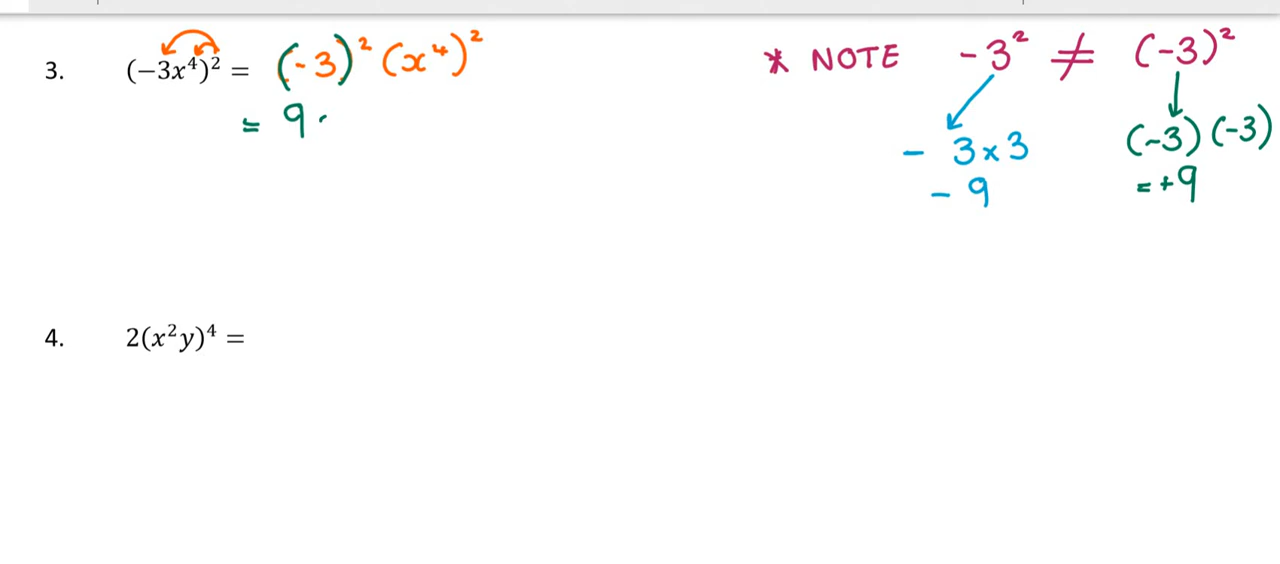 3. (−3x⁴)² = (-3)² (x⁴)²
= 9 ·
* NOTE -3² ≠ (-3)²
- 3 x 3
- 9
(-3) (-3)
= +9
4. 2(x²y)⁴ =